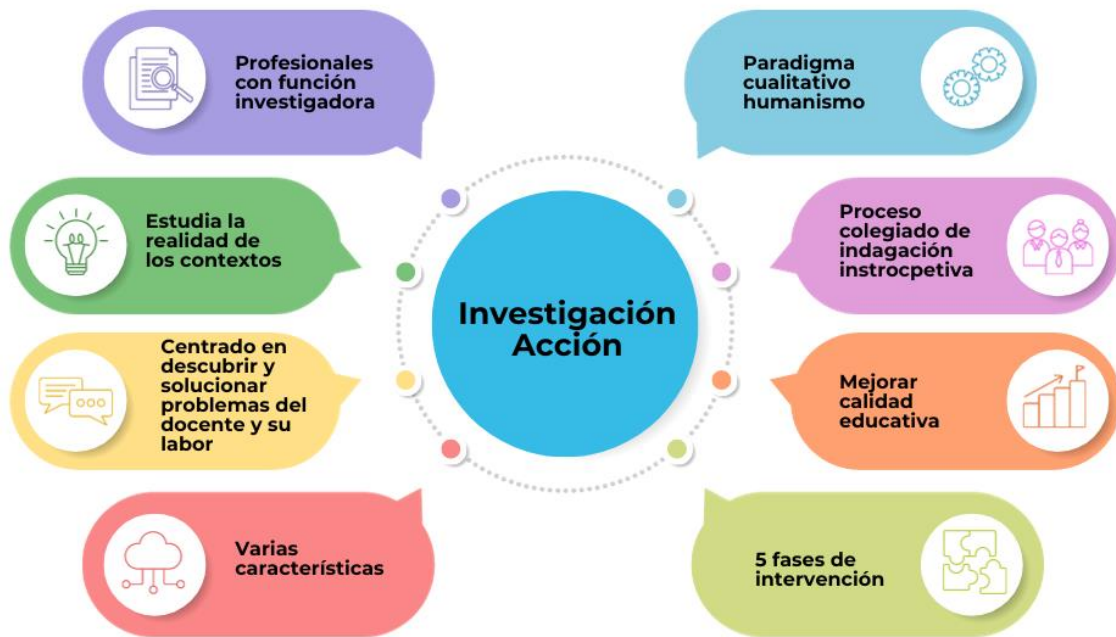 Profesionales
con función
investigadora
Paradigma
cualitativo
humanismo
Estudia la
realidad de
los contextos
Proceso
colegiado de
indagación
instrocpetiva
Investigación
Acción
Centrado en
descubrir y
solucionar
problemas del
docente y su
labor
Mejorar
calidad
educativa
Varias
características
5 fases de
intervención